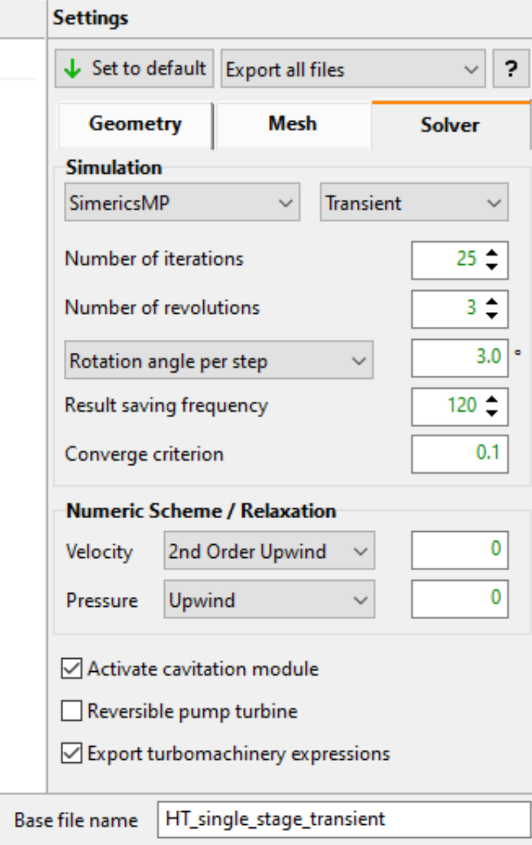 Settings
Set to default Export all files ?
Geometry Mesh Solver
Simulation
SimericsMP Transient
Number of iterations 25
Number of revolutions 3
Rotation angle per step 3.0 °
Result saving frequency 120
Converge criterion 0.1
Numeric Scheme / Relaxation
Velocity 2nd Order Upwind 0
Pressure Upwind 0
Activate cavitation module
Reversible pump turbine
Export turbomachinery expressions
Base file name HT_single_stage_transient